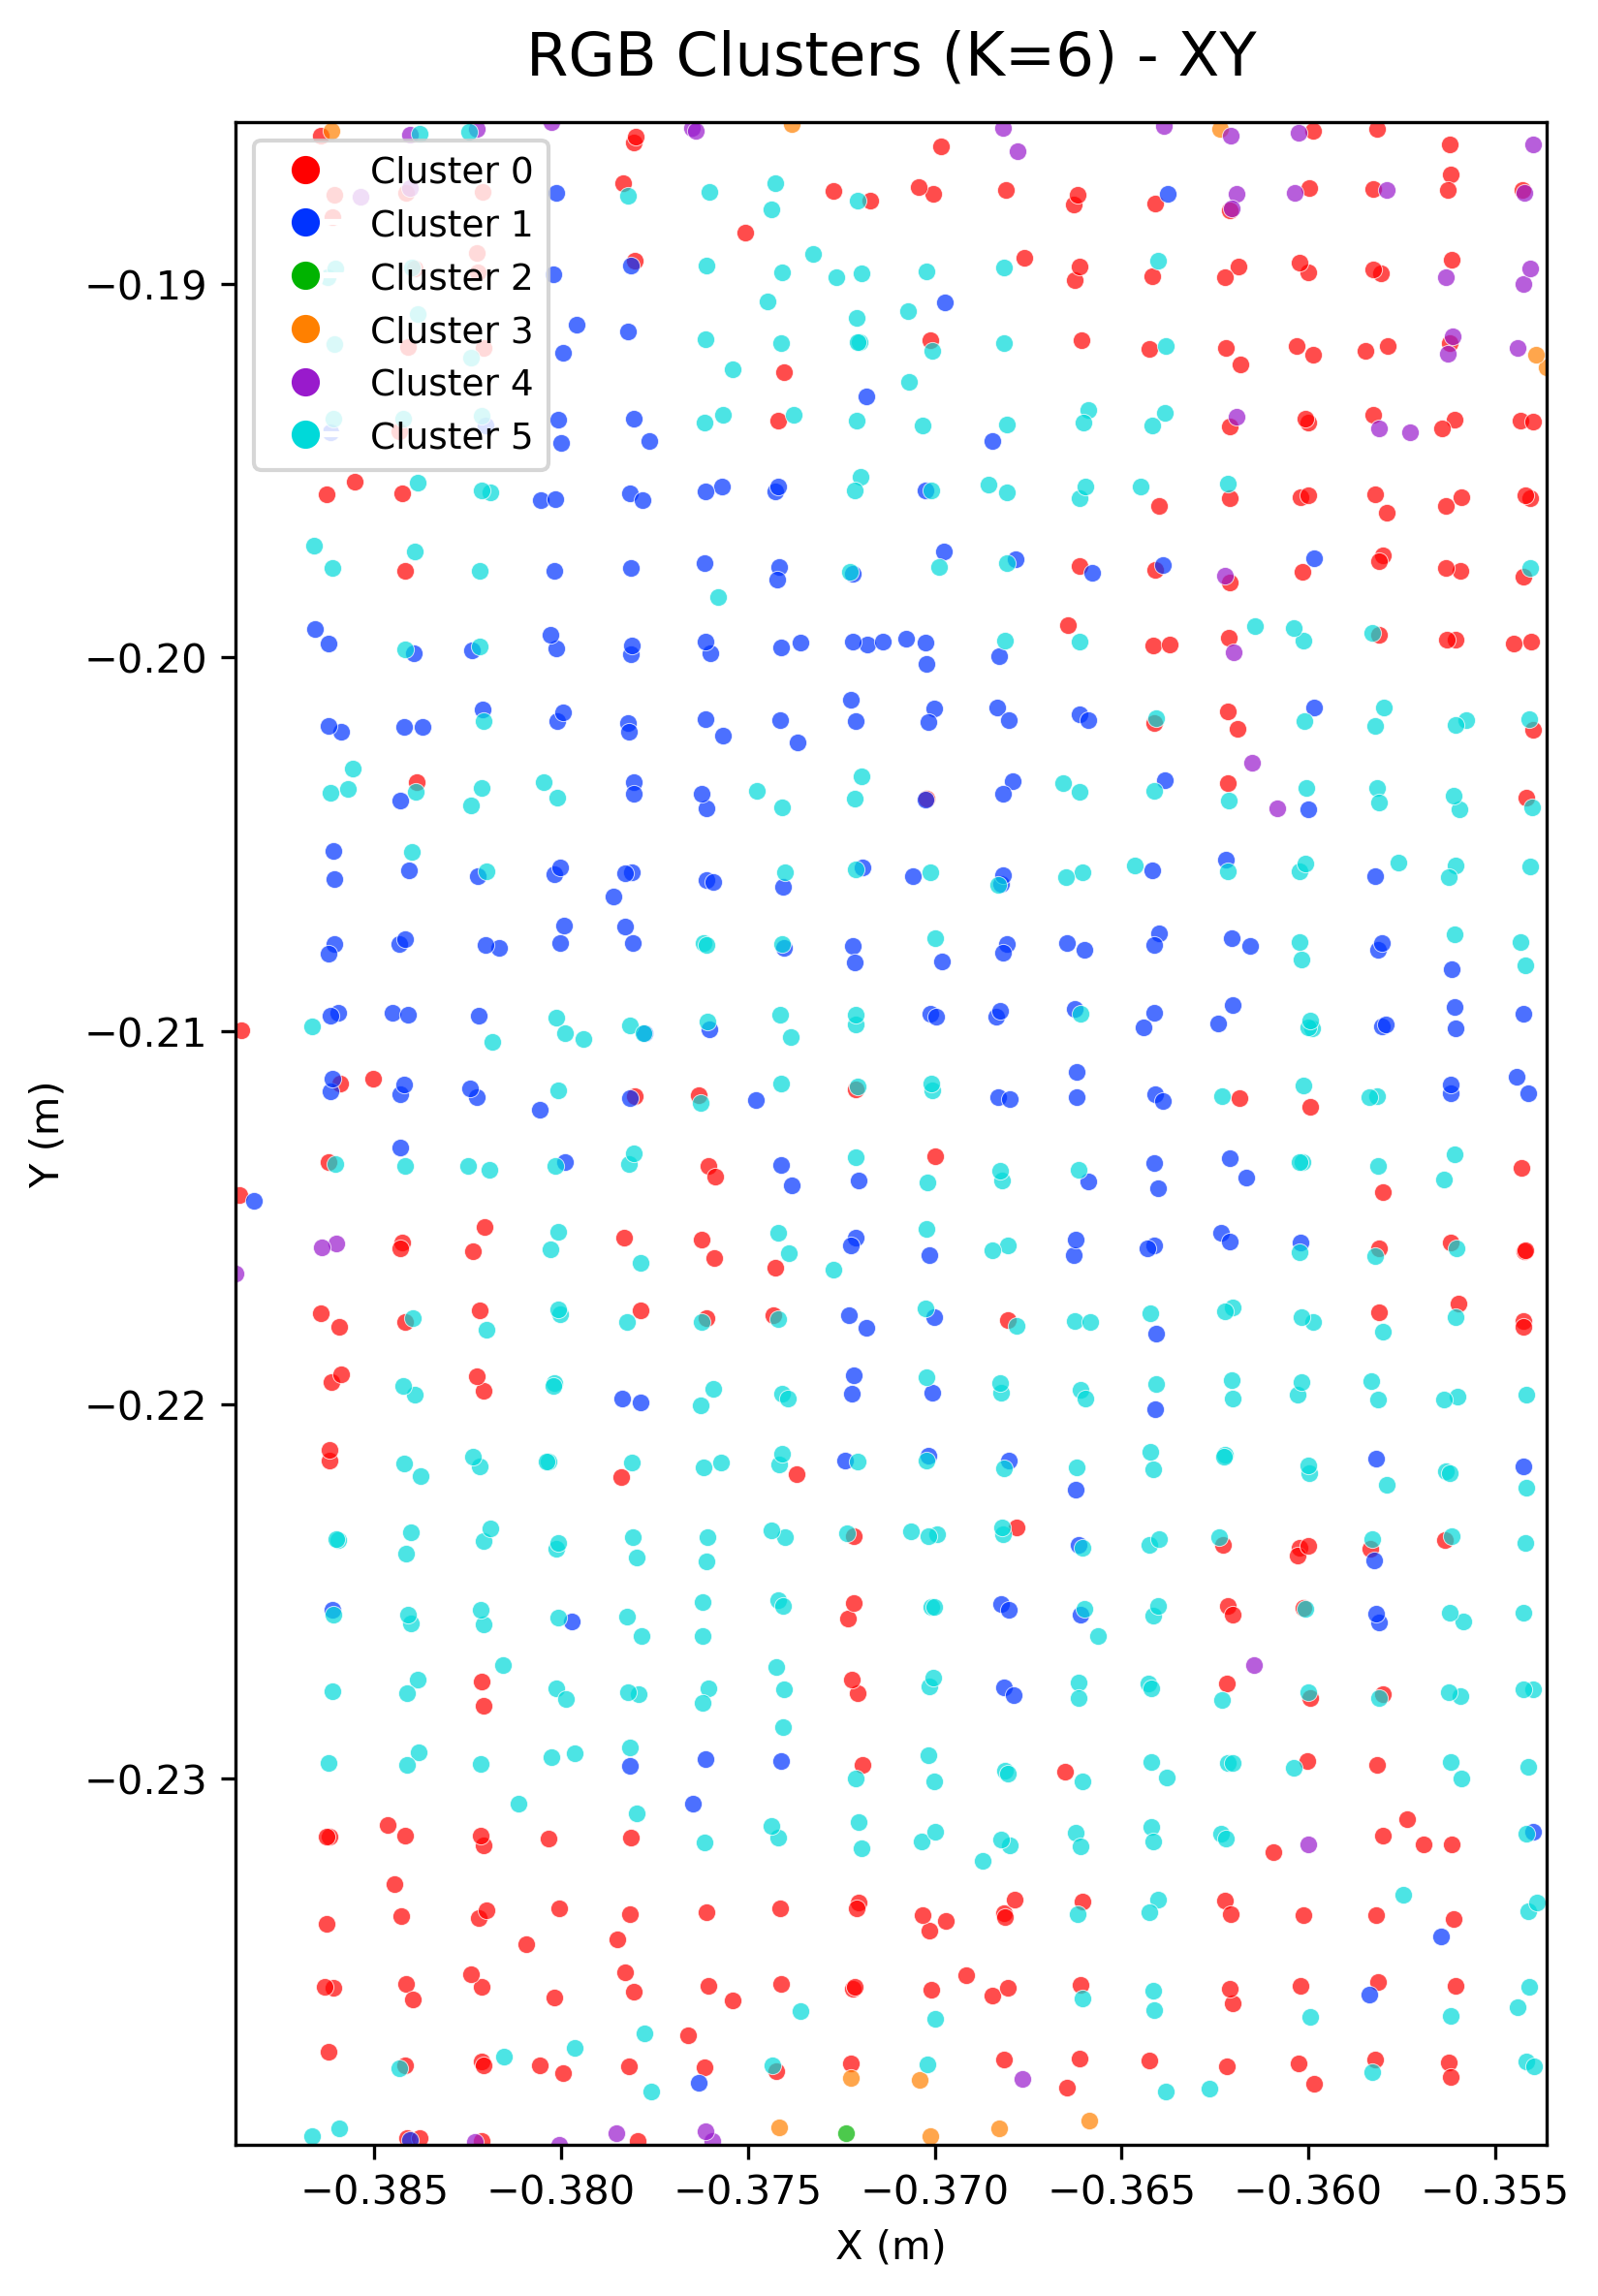 RGB Clusters (K=6) - XY
Cluster 0
Cluster 1
Cluster 2
Cluster 3
Cluster 4
Cluster 5
−0.19
−0.20
−0.21
−0.22
−0.23
Y (m)
−0.385
−0.380
−0.375
−0.370
−0.365
−0.360
−0.355
X (m)